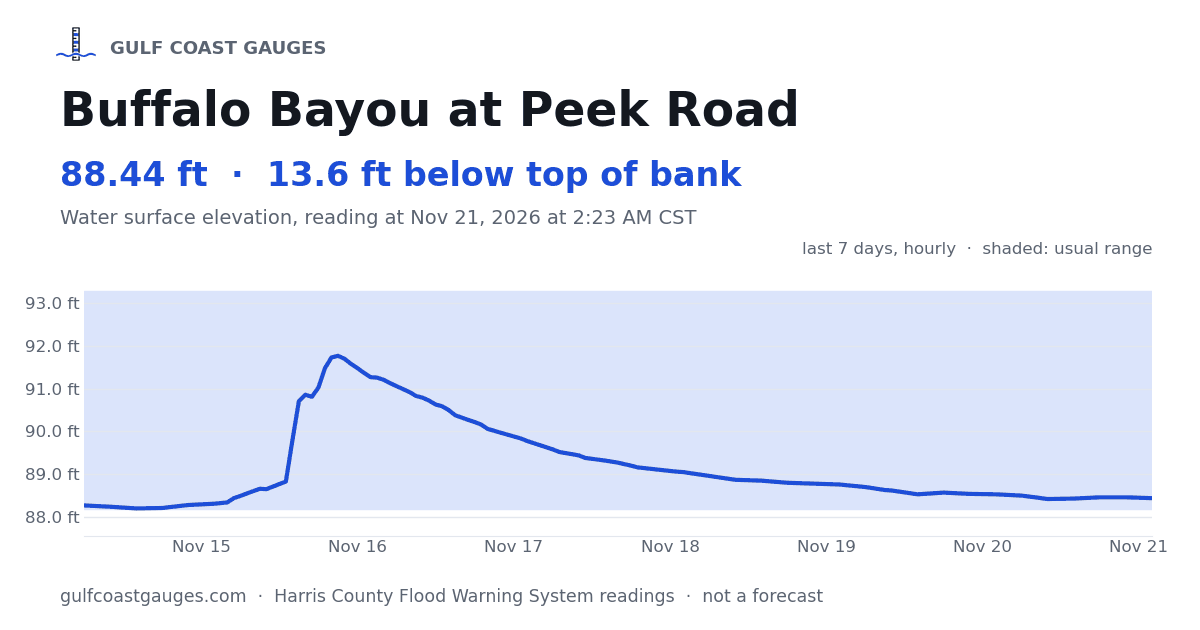 GULF COAST GAUGES
Buffalo Bayou at Peek Road
88.44 ft · 13.6 ft below top of bank
Water surface elevation, reading at Nov 21, 2026 at 2:23 AM CST
last 7 days, hourly · shaded: usual range
93.0 ft
92.0 ft
91.0 ft
90.0 ft
89.0 ft
88.0 ft
Nov 15 Nov 16 Nov 17 Nov 18 Nov 19 Nov 20 Nov 21
gulfcoastgauges.com · Harris County Flood Warning System readings · not a forecast